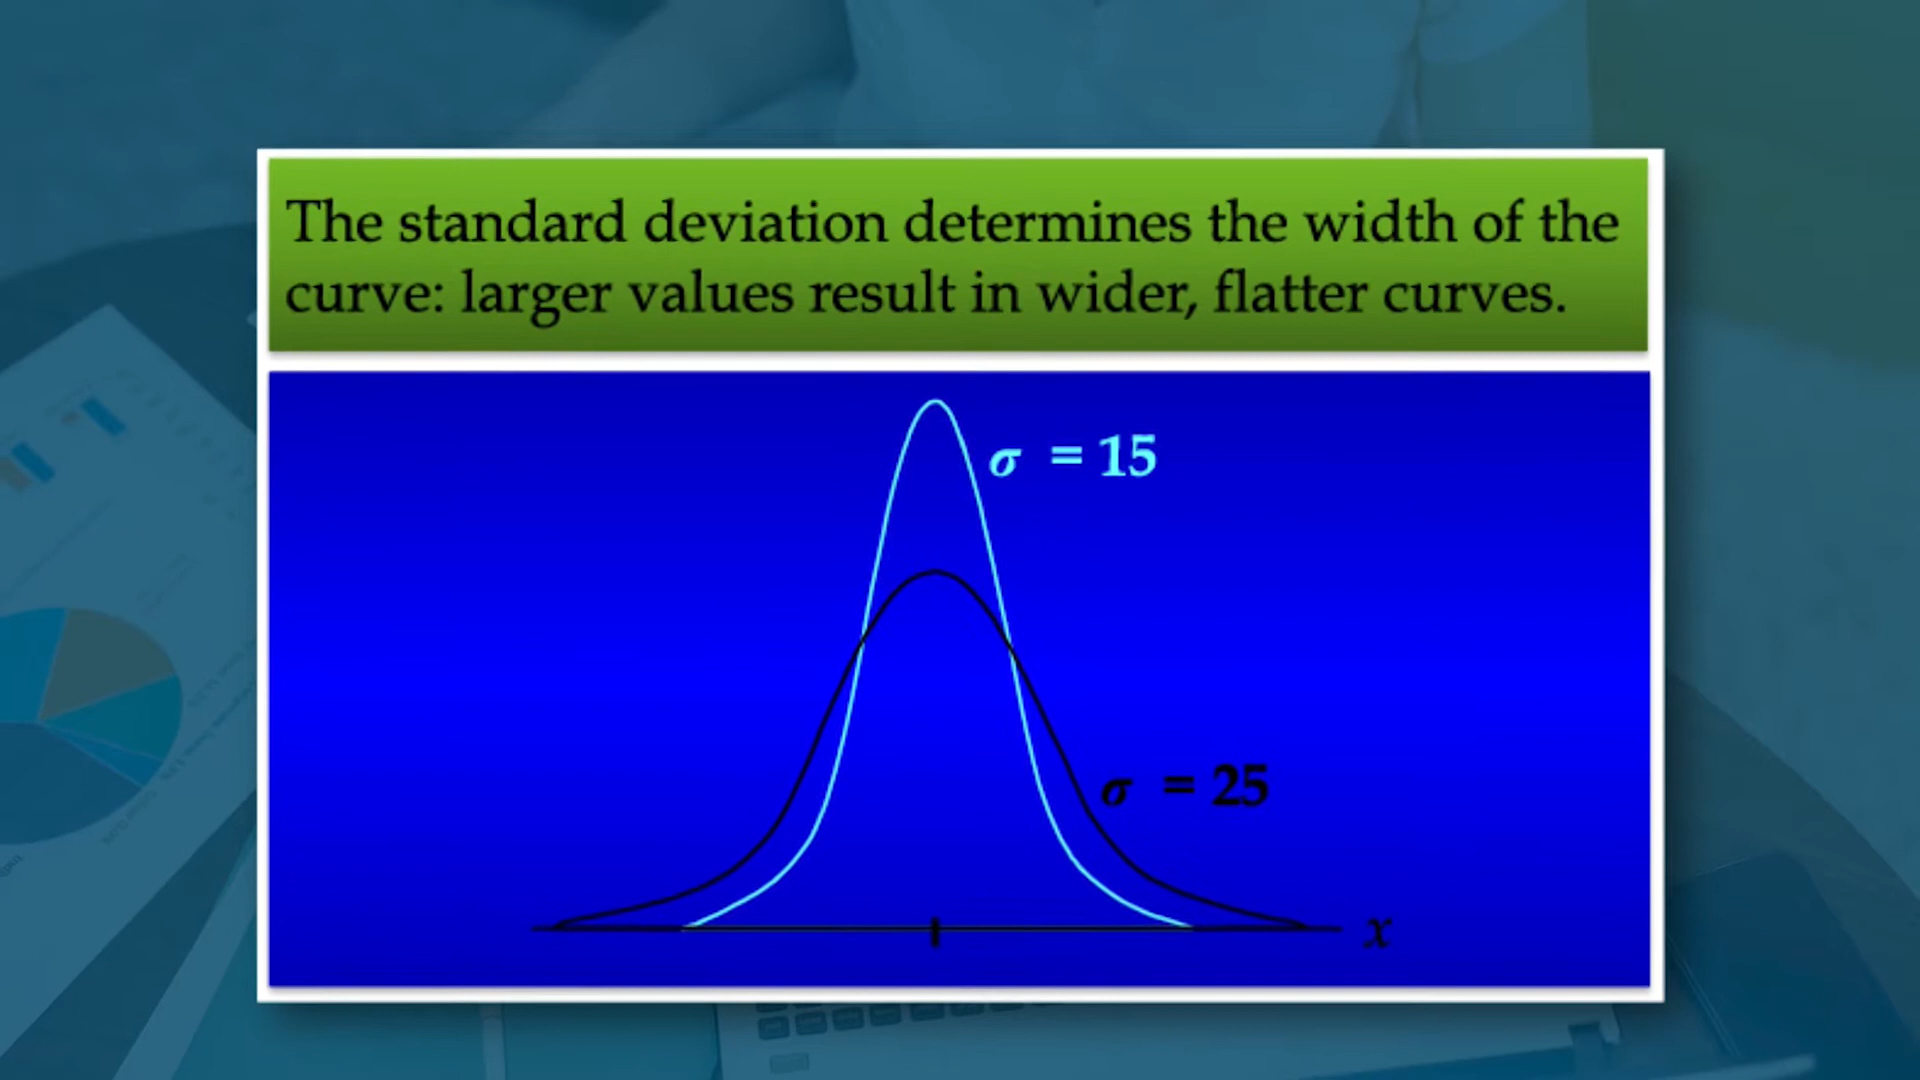 The standard deviation determines the width of the
curve: larger values result in wider, flatter curves.
σ = 15
σ = 25
x